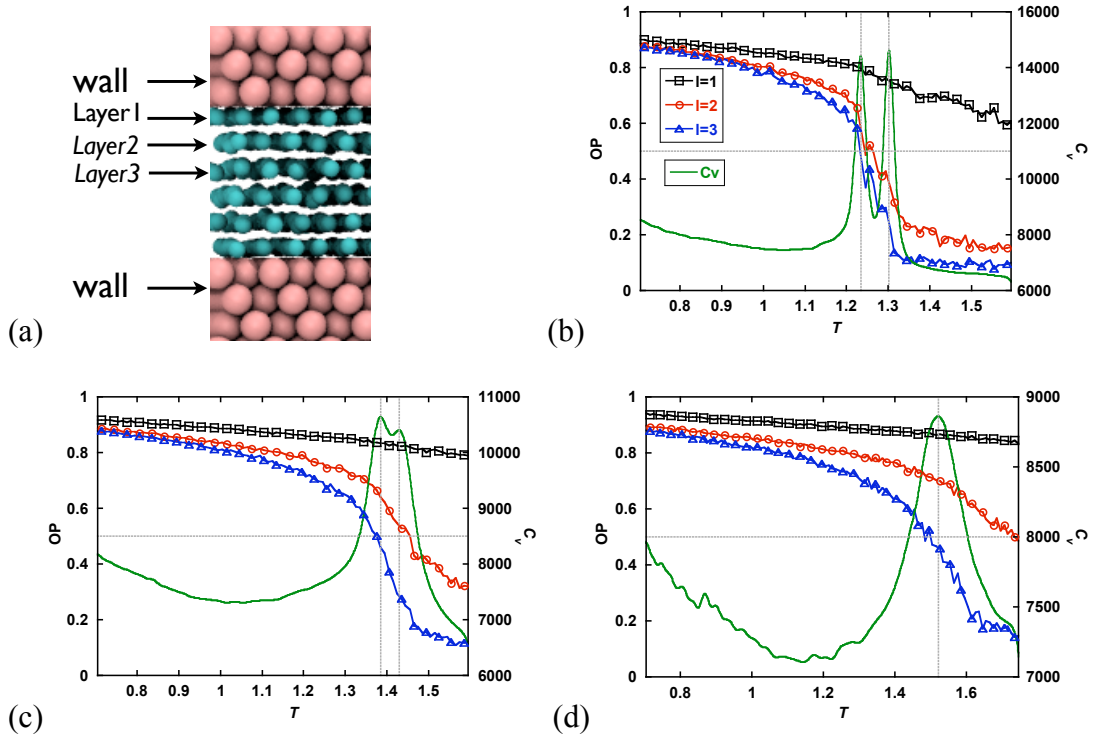 wall
Layer1
Layer2
Layer3
wall
(a)
1
0.8
0.6
0.4
0.2
0
OP
0.8 0.9 1 1.1 1.2 1.3 1.4 1.5
T
16000
14000
12000
10000
8000
6000
Cv
l=1
l=2
l=3
Cv
(b)
1
0.8
0.6
0.4
0.2
0
OP
0.8 0.9 1 1.1 1.2 1.3 1.4 1.5
T
11000
10000
9000
8000
7000
6000
Cv
(c)
1
0.8
0.6
0.4
0.2
0
OP
0.8 1 1.2 1.4 1.6
T
9000
8500
8000
7500
7000
Cv
(d)